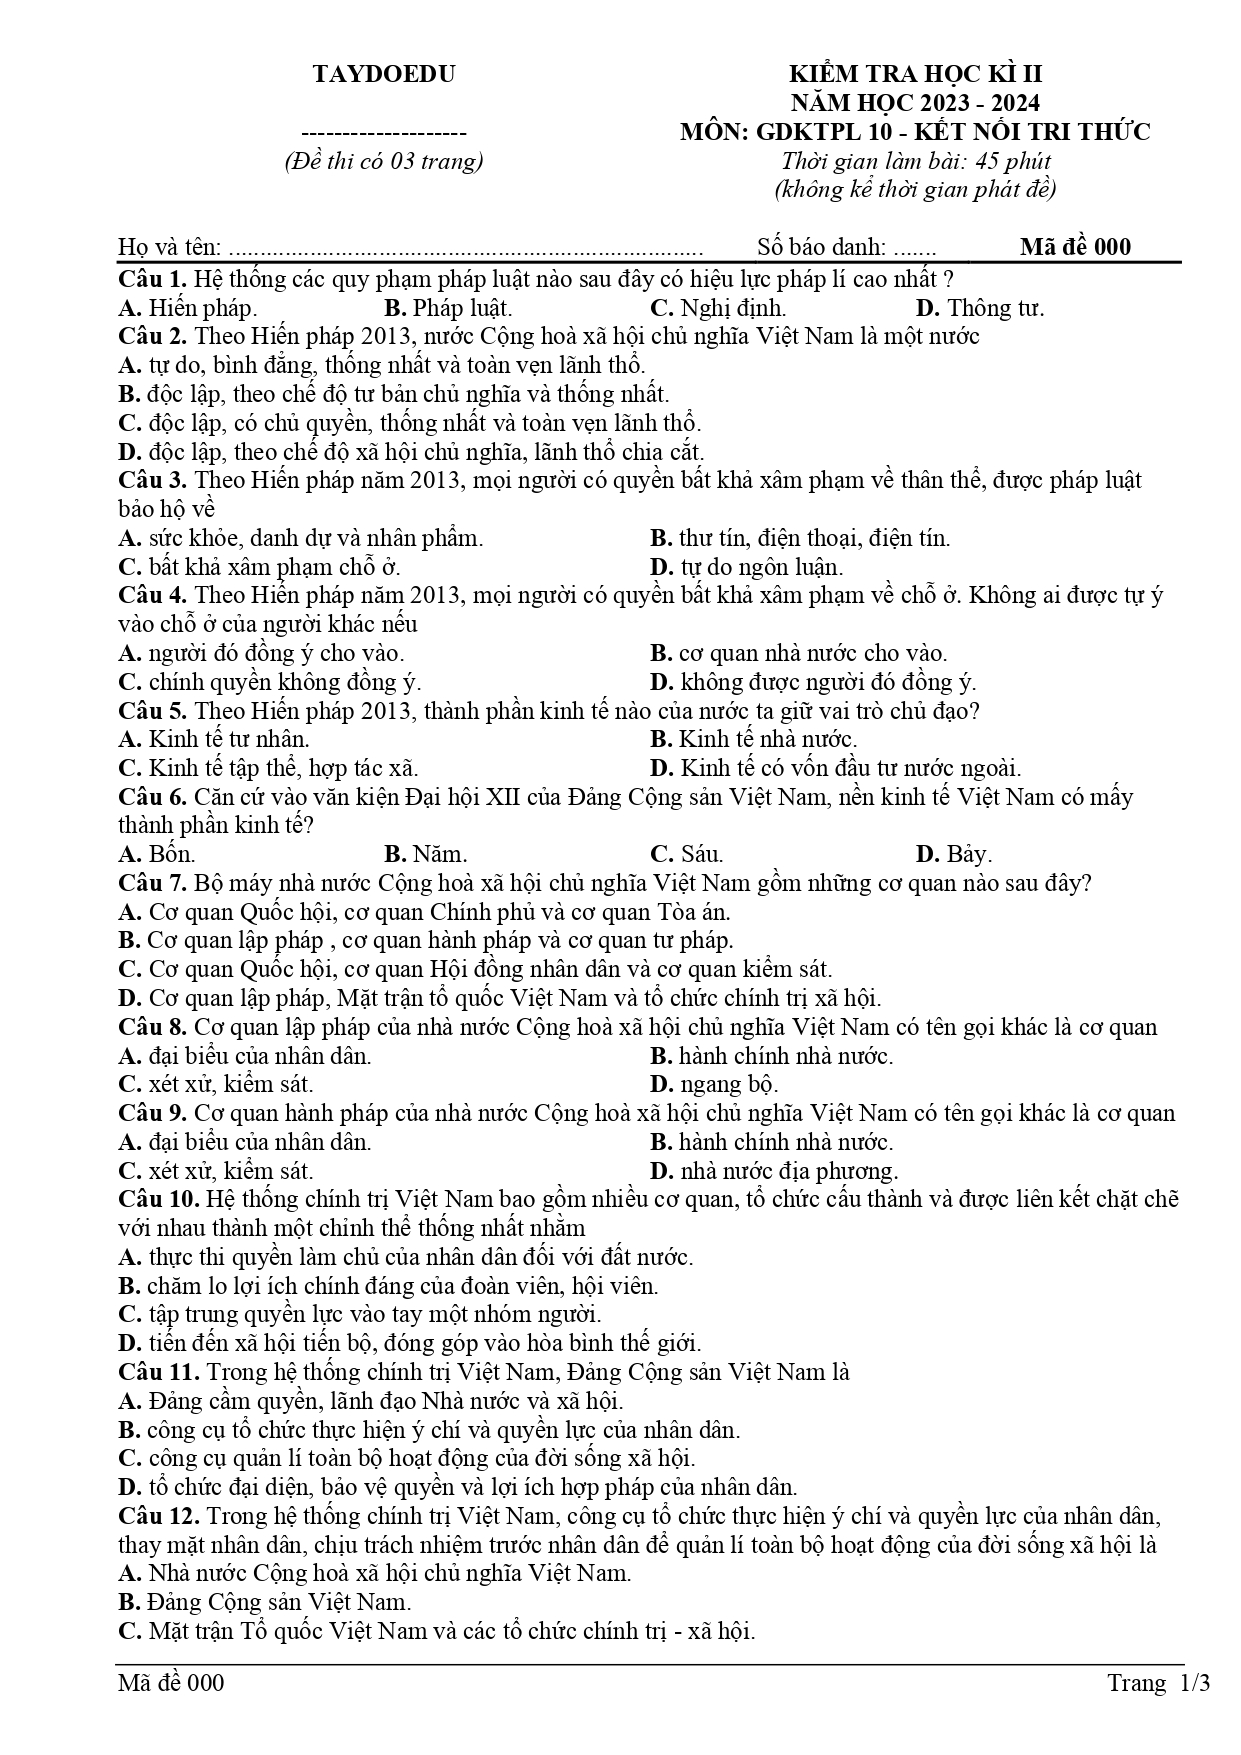 TAYDOEDU
--------------------
(Đề thi có 03 trang)
KIỂM TRA HỌC KÌ II
NĂM HỌC 2023 - 2024
MÔN: GDKTPL 10 - KẾT NỐI TRI THỨC
Thời gian làm bài: 45 phút
(không kể thời gian phát đề)
Họ và tên: ............................................................................ Số báo danh: ....... Mã đề 000
Câu 1. Hệ thống các quy phạm pháp luật nào sau đây có hiệu lực pháp lí cao nhất ?
A. Hiến pháp. B. Pháp luật. C. Nghị định. D. Thông tư.
Câu 2. Theo Hiến pháp 2013, nước Cộng hoà xã hội chủ nghĩa Việt Nam là một nước
A. tự do, bình đẳng, thống nhất và toàn vẹn lãnh thổ.
B. độc lập, theo chế độ tư bản chủ nghĩa và thống nhất.
C. độc lập, có chủ quyền, thống nhất và toàn vẹn lãnh thổ.
D. độc lập, theo chế độ xã hội chủ nghĩa, lãnh thổ chia cắt.
Câu 3. Theo Hiến pháp năm 2013, mọi người có quyền bất khả xâm phạm về thân thể, được pháp luật
bảo hộ về
A. sức khỏe, danh dự và nhân phẩm. B. thư tín, điện thoại, điện tín.
C. bất khả xâm phạm chỗ ở. D. tự do ngôn luận.
Câu 4. Theo Hiến pháp năm 2013, mọi người có quyền bất khả xâm phạm về chỗ ở. Không ai được tự ý
vào chỗ ở của người khác nếu
A. người đó đồng ý cho vào. B. cơ quan nhà nước cho vào.
C. chính quyền không đồng ý. D. không được người đó đồng ý.
Câu 5. Theo Hiến pháp 2013, thành phần kinh tế nào của nước ta giữ vai trò chủ đạo?
A. Kinh tế tư nhân. B. Kinh tế nhà nước.
C. Kinh tế tập thể, hợp tác xã. D. Kinh tế có vốn đầu tư nước ngoài.
Câu 6. Căn cứ vào văn kiện Đại hội XII của Đảng Cộng sản Việt Nam, nền kinh tế Việt Nam có mấy
thành phần kinh tế?
A. Bốn. B. Năm. C. Sáu. D. Bảy.
Câu 7. Bộ máy nhà nước Cộng hoà xã hội chủ nghĩa Việt Nam gồm những cơ quan nào sau đây?
A. Cơ quan Quốc hội, cơ quan Chính phủ và cơ quan Tòa án.
B. Cơ quan lập pháp , cơ quan hành pháp và cơ quan tư pháp.
C. Cơ quan Quốc hội, cơ quan Hội đồng nhân dân và cơ quan kiểm sát.
D. Cơ quan lập pháp, Mặt trận tổ quốc Việt Nam và tổ chức chính trị xã hội.
Câu 8. Cơ quan lập pháp của nhà nước Cộng hoà xã hội chủ nghĩa Việt Nam có tên gọi khác là cơ quan
A. đại biểu của nhân dân. B. hành chính nhà nước.
C. xét xử, kiểm sát. D. ngang bộ.
Câu 9. Cơ quan hành pháp của nhà nước Cộng hoà xã hội chủ nghĩa Việt Nam có tên gọi khác là cơ quan
A. đại biểu của nhân dân. B. hành chính nhà nước.
C. xét xử, kiểm sát. D. nhà nước địa phương.
Câu 10. Hệ thống chính trị Việt Nam bao gồm nhiều cơ quan, tổ chức cấu thành và được liên kết chặt chẽ
với nhau thành một chỉnh thể thống nhất nhằm
A. thực thi quyền làm chủ của nhân dân đối với đất nước.
B. chăm lo lợi ích chính đáng của đoàn viên, hội viên.
C. tập trung quyền lực vào tay một nhóm người.
D. tiến đến xã hội tiến bộ, đóng góp vào hòa bình thế giới.
Câu 11. Trong hệ thống chính trị Việt Nam, Đảng Cộng sản Việt Nam là
A. Đảng cầm quyền, lãnh đạo Nhà nước và xã hội.
B. công cụ tổ chức thực hiện ý chí và quyền lực của nhân dân.
C. công cụ quản lí toàn bộ hoạt động của đời sống xã hội.
D. tổ chức đại diện, bảo vệ quyền và lợi ích hợp pháp của nhân dân.
Câu 12. Trong hệ thống chính trị Việt Nam, công cụ tổ chức thực hiện ý chí và quyền lực của nhân dân,
thay mặt nhân dân, chịu trách nhiệm trước nhân dân để quản lí toàn bộ hoạt động của đời sống xã hội là
A. Nhà nước Cộng hoà xã hội chủ nghĩa Việt Nam.
B. Đảng Cộng sản Việt Nam.
C. Mặt trận Tổ quốc Việt Nam và các tổ chức chính trị - xã hội.
Mã đề 000 Trang 1/3